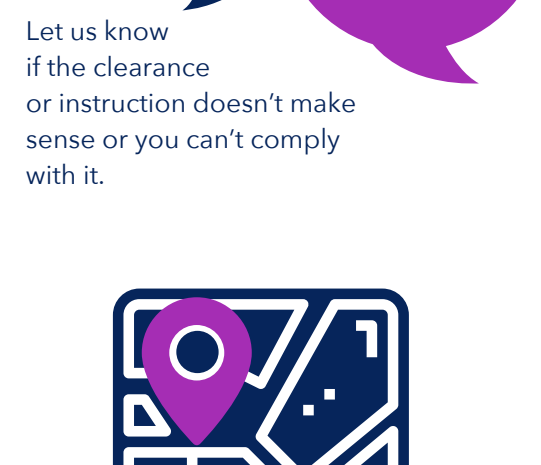 Let us know
if the clearance
or instruction doesn’t make
sense or you can’t comply
with it.